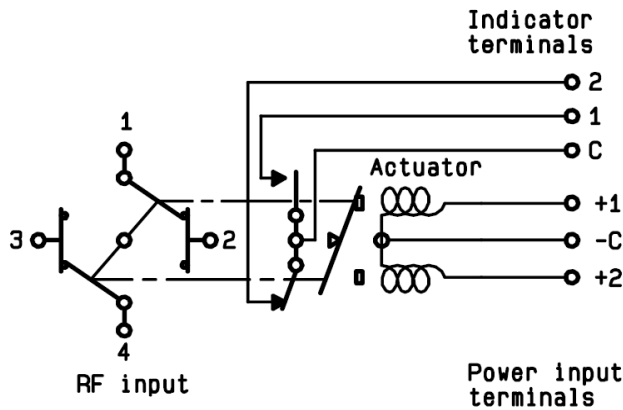 Indicator
terminals
2
1
C
Actuator
1
+1
3
2
-C
+2
4
RF input
Power input
terminals